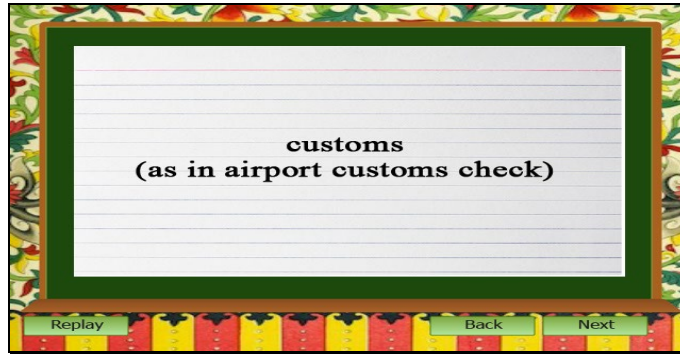 customs
(as in airport customs check)
Replay
Back
Next